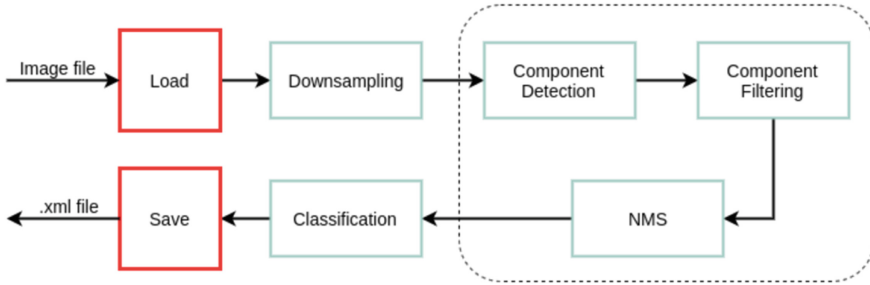 Image file
Load
Downsampling
Component
Detection
Component
Filtering
.xml file
Save
Classification
NMS